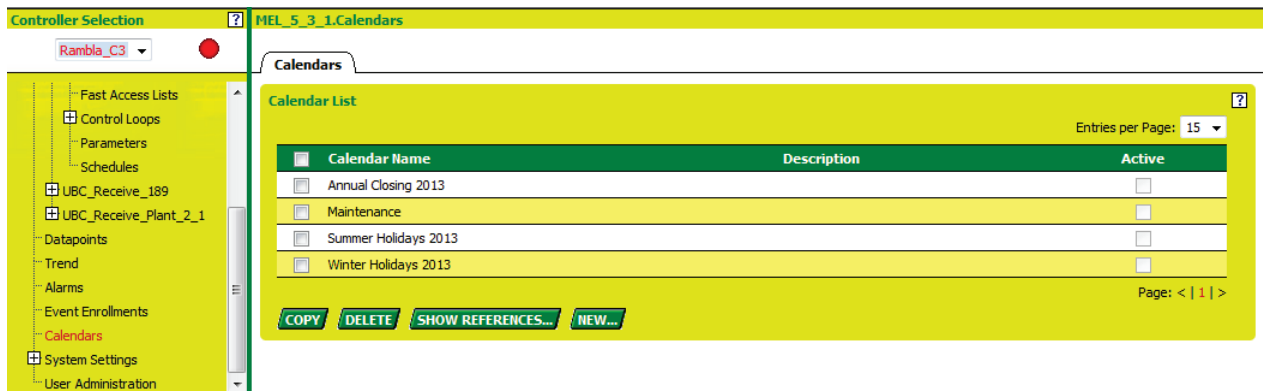 Controller Selection ?
Rambla_C3
Fast Access Lists
Control Loops
Parameters
Schedules
UBC_Receive_189
UBC_Receive_Plant_2_1
Datapoints
Trend
Alarms
Event Enrollments
Calendars
System Settings
User Administration
MEL_5_3_1.Calendars
Calendars
Calendar List ?
Entries per Page: 15
Calendar Name Description Active
Annual Closing 2013
Maintenance
Summer Holidays 2013
Winter Holidays 2013
Page: < | 1 | >
COPY DELETE SHOW REFERENCES... NEW...